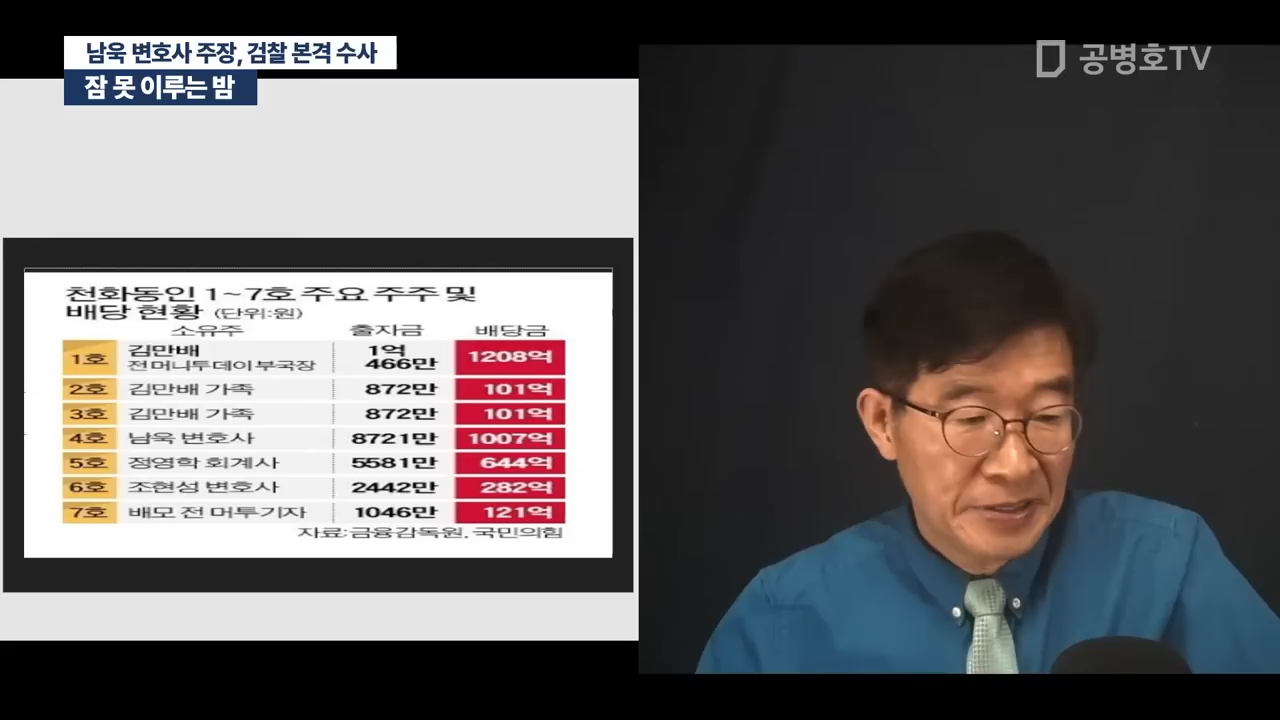 남욱 변호사 주장, 검찰 본격 수사
잠 못 이루는 밤
공병호TV
천화동인 1~7호 주요 주주 및
배당 현황 (단위:원)
소유주 출자금 배당금
1호 김만배 전 머니투데이 부국장 1억 466만 1208억
2호 김만배 가족 872만 101억
3호 김만배 가족 872만 101억
4호 남욱 변호사 8721만 1007억
5호 정영학 회계사 5581만 644억
6호 조현성 변호사 2442만 282억
7호 배모 전 머투 기자 1046만 121억
자료:금융감독원, 국민의힘